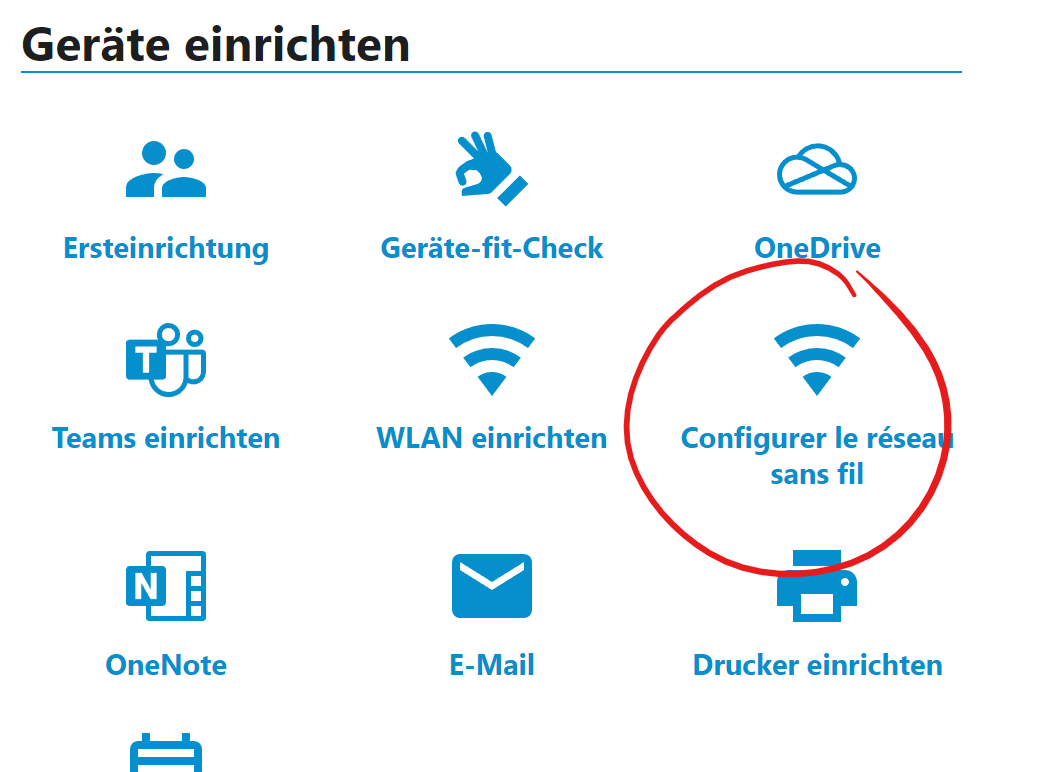 Geräte einrichten
Ersteinrichtung
Geräte-fit-Check
OneDrive
T
Teams einrichten
WLAN einrichten
Configurer le réseau
sans fil
N
OneNote
E-Mail
Drucker einrichten